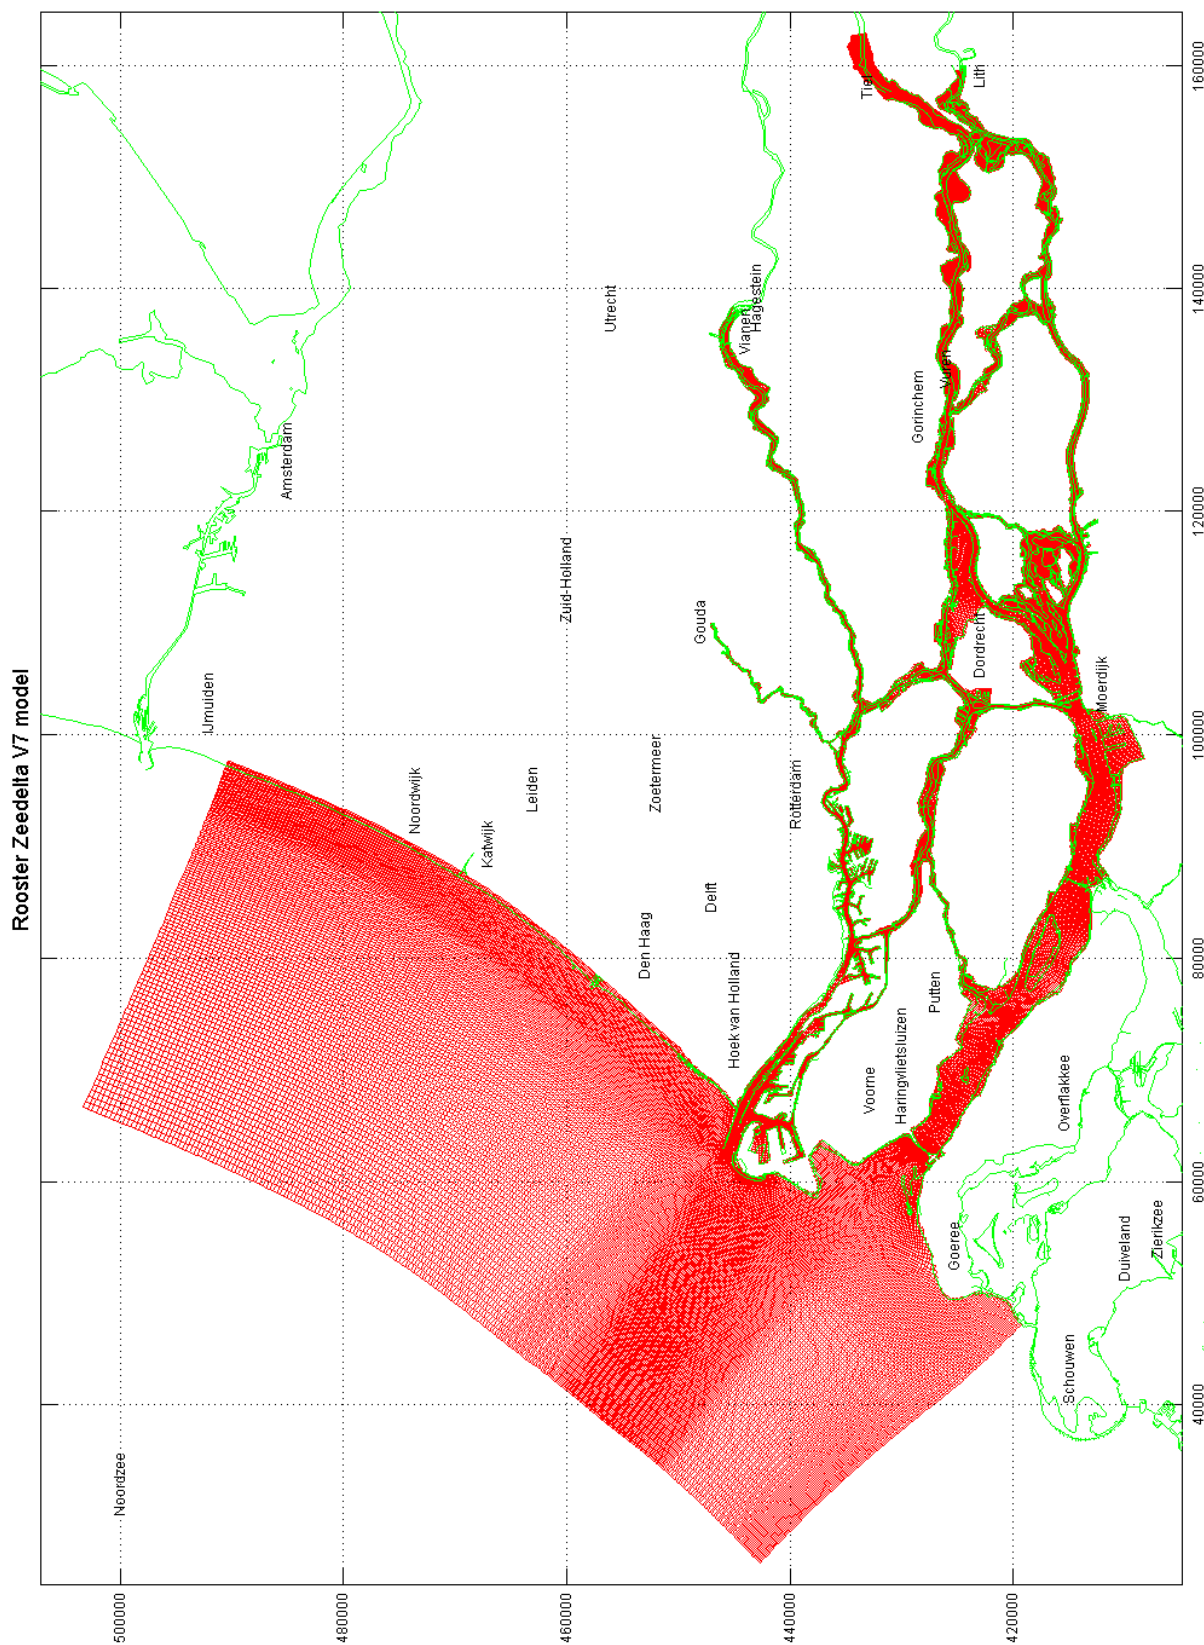 Rooster Zeedelta V7 model
Noordzee
IJmuiden
Amsterdam
Noordwijk
Katwijk
Leiden
Zuid-Holland
Utrecht
Zoetermeer
Den Haag
Delft
Gouda
Hoek van Holland
Rotterdam
Vianen
Hagestein
Tiel
Voorne
Haringvlietsluizen
Putten
Gorinchem
Vuren
Lith
Dordrecht
Goeree
Overflakkee
Moerdijk
Schouwen
Duiveland
Zierikzee
500000
480000
460000
440000
420000
40000
60000
80000
100000
120000
140000
160000